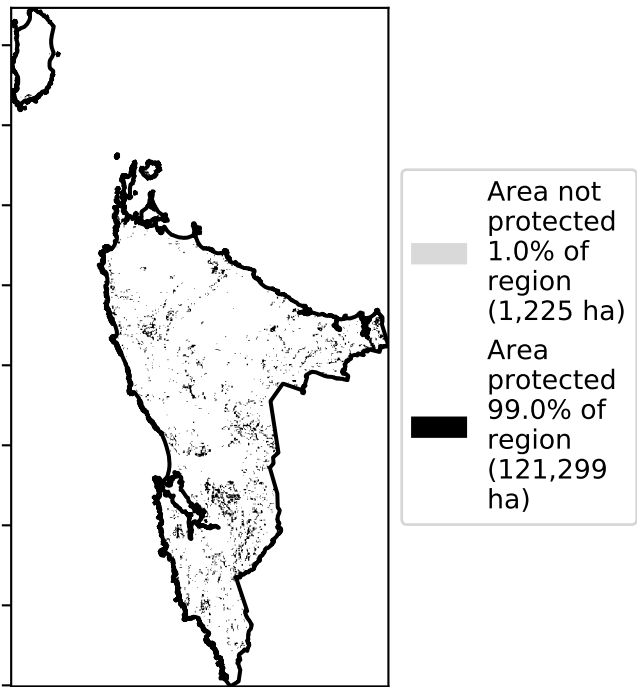 Area not
protected
1.0% of
region
(1,225 ha)
Area
protected
99.0% of
region
(121,299
ha)